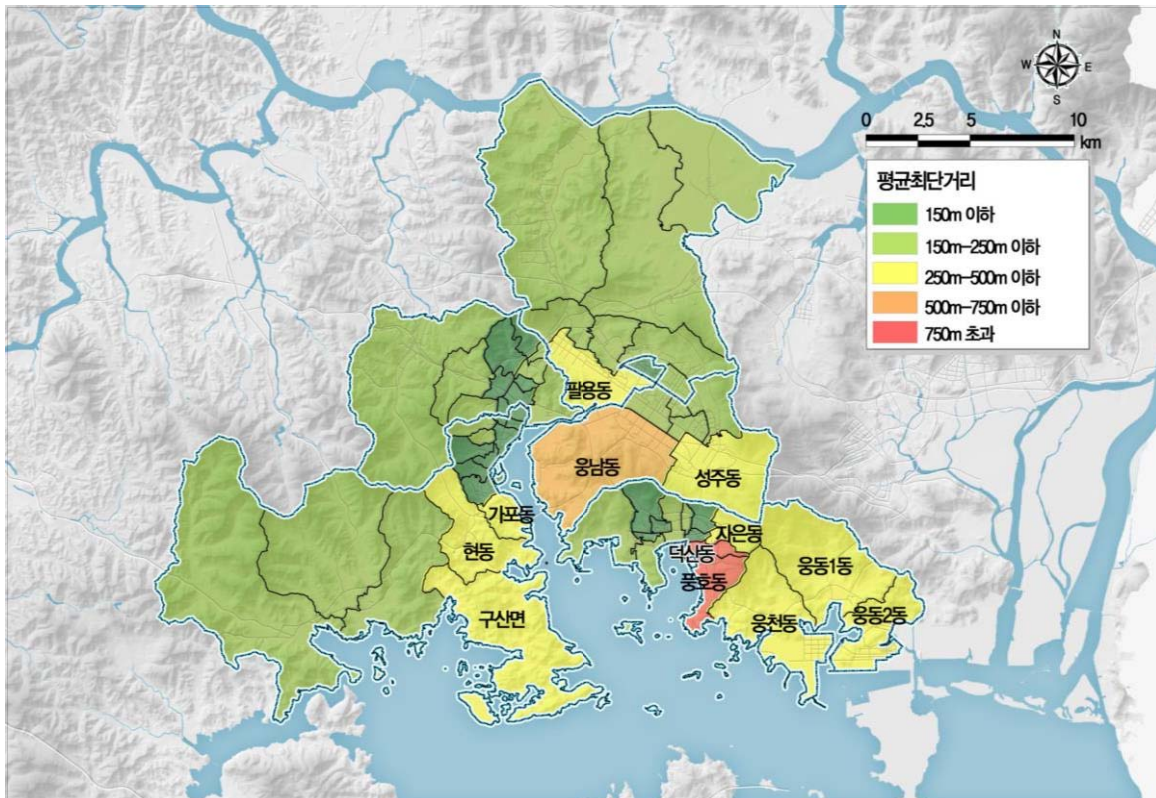 N
W E
S
0 2.5 5 10
km
평균최단거리
150m 이하
150m-250m 이하
250m-500m 이하
500m-750m 이하
750m 초과
팔용동
웅남동
성주동
가포동
현동
자은동
덕산동
풍호동
웅동1동
구산면
웅천동
웅동2동